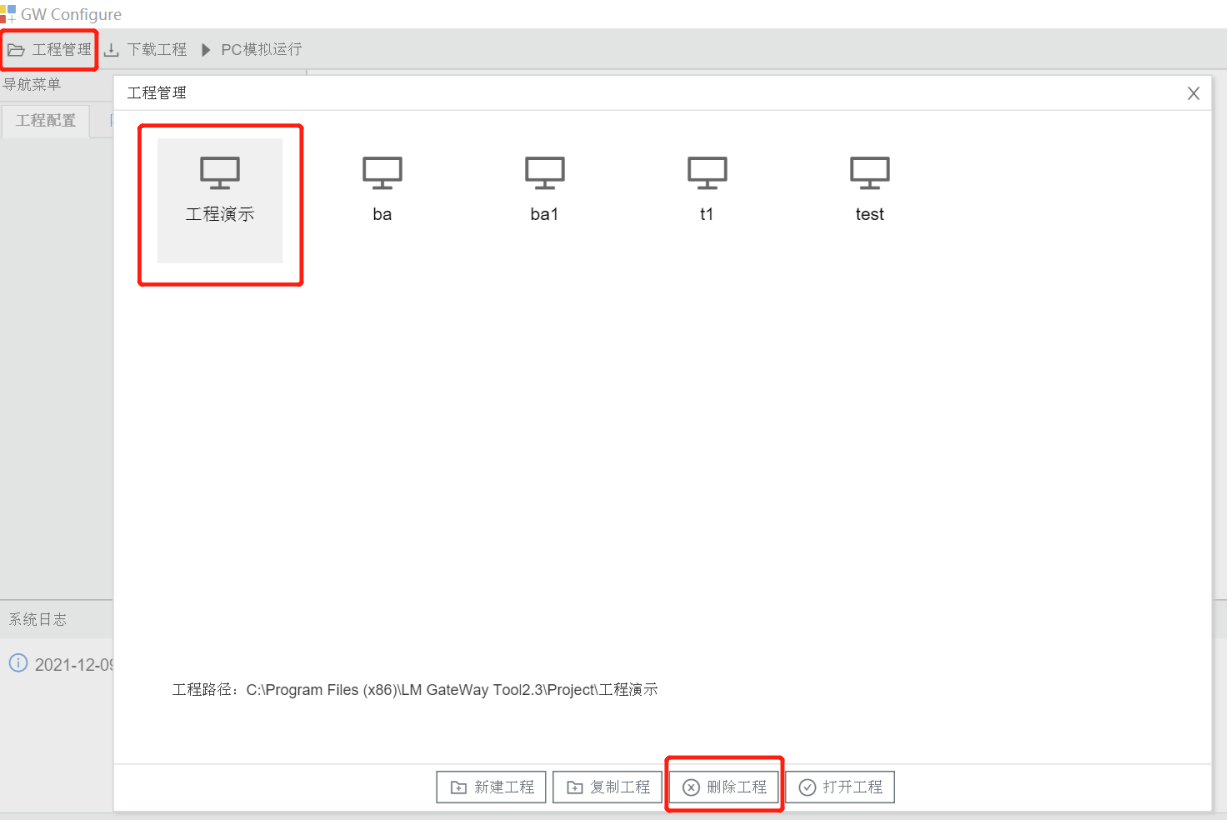 GW Configure
工程管理 下载工程 PC模拟运行
导航菜单
工程管理
工程配置
工程演示 ba ba1 t1 test
系统日志
2021-12-09
工程路径：C:\Program Files (x86)\LM GateWay Tool2.3\Project\工程演示
新建工程 复制工程 删除工程 打开工程